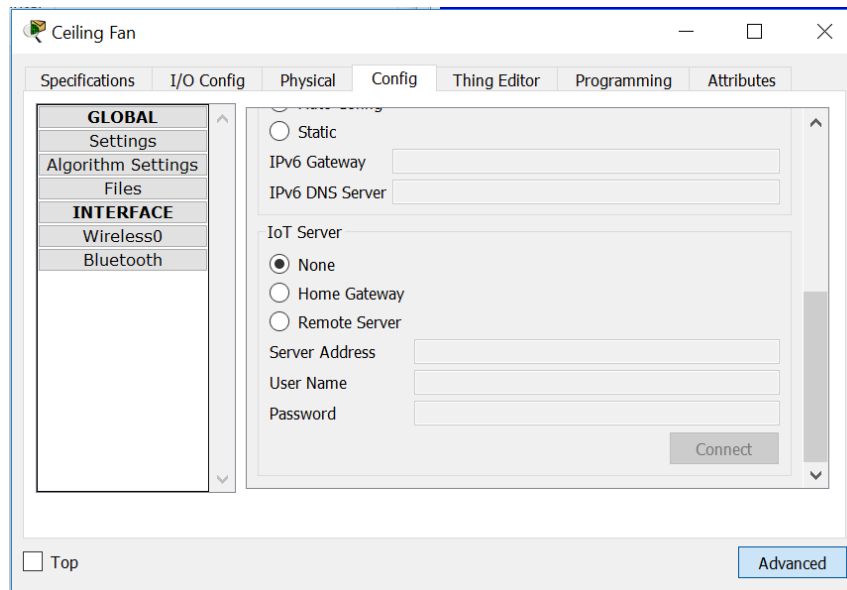 Ceiling Fan
Specifications I/O Config Physical Config Thing Editor Programming Attributes
GLOBAL
Settings
Algorithm Settings
Files
INTERFACE
Wireless0
Bluetooth
Static
IPv6 Gateway
IPv6 DNS Server
IoT Server
None
Home Gateway
Remote Server
Server Address
User Name
Password
Connect
Top
Advanced